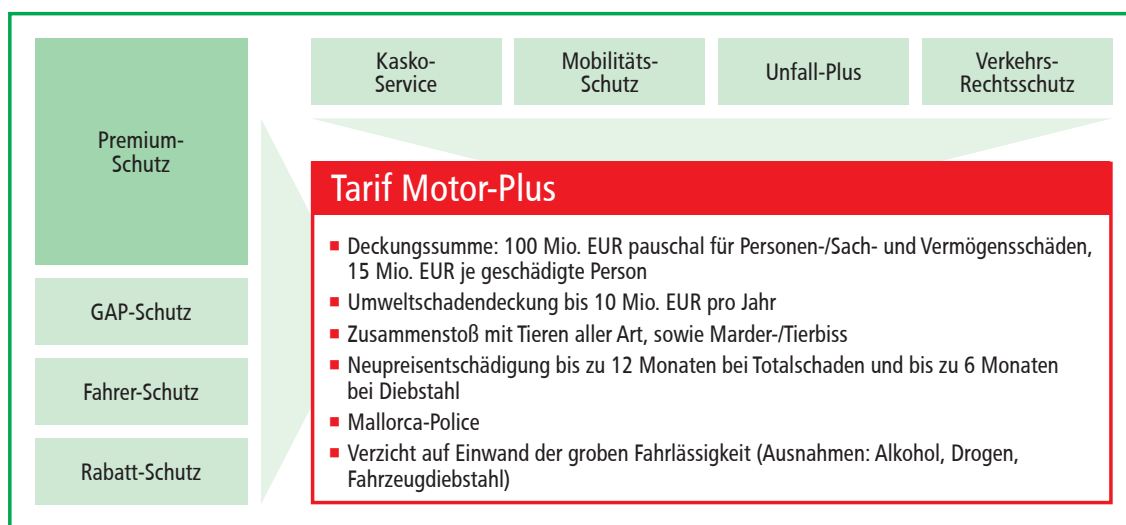 Premium-
Schutz
GAP-Schutz
Fahrer-Schutz
Rabatt-Schutz
Kasko-
Service
Mobilitäts-
Schutz
Unfall-Plus
Verkehrs-
Rechtsschutz
Tarif Motor-Plus
▪ Deckungssumme: 100 Mio. EUR pauschal für Personen-/Sach- und Vermögensschäden,
15 Mio. EUR je geschädigte Person
▪ Umweltschadendeckung bis 10 Mio. EUR pro Jahr
▪ Zusammenstoß mit Tieren aller Art, sowie Marder-/Tierbiss
▪ Neupreisentschädigung bis zu 12 Monaten bei Totalschaden und bis zu 6 Monaten
bei Diebstahl
▪ Mallorca-Police
▪ Verzicht auf Einwand der groben Fahrlässigkeit (Ausnahmen: Alkohol, Drogen,
Fahrzeugdiebstahl)